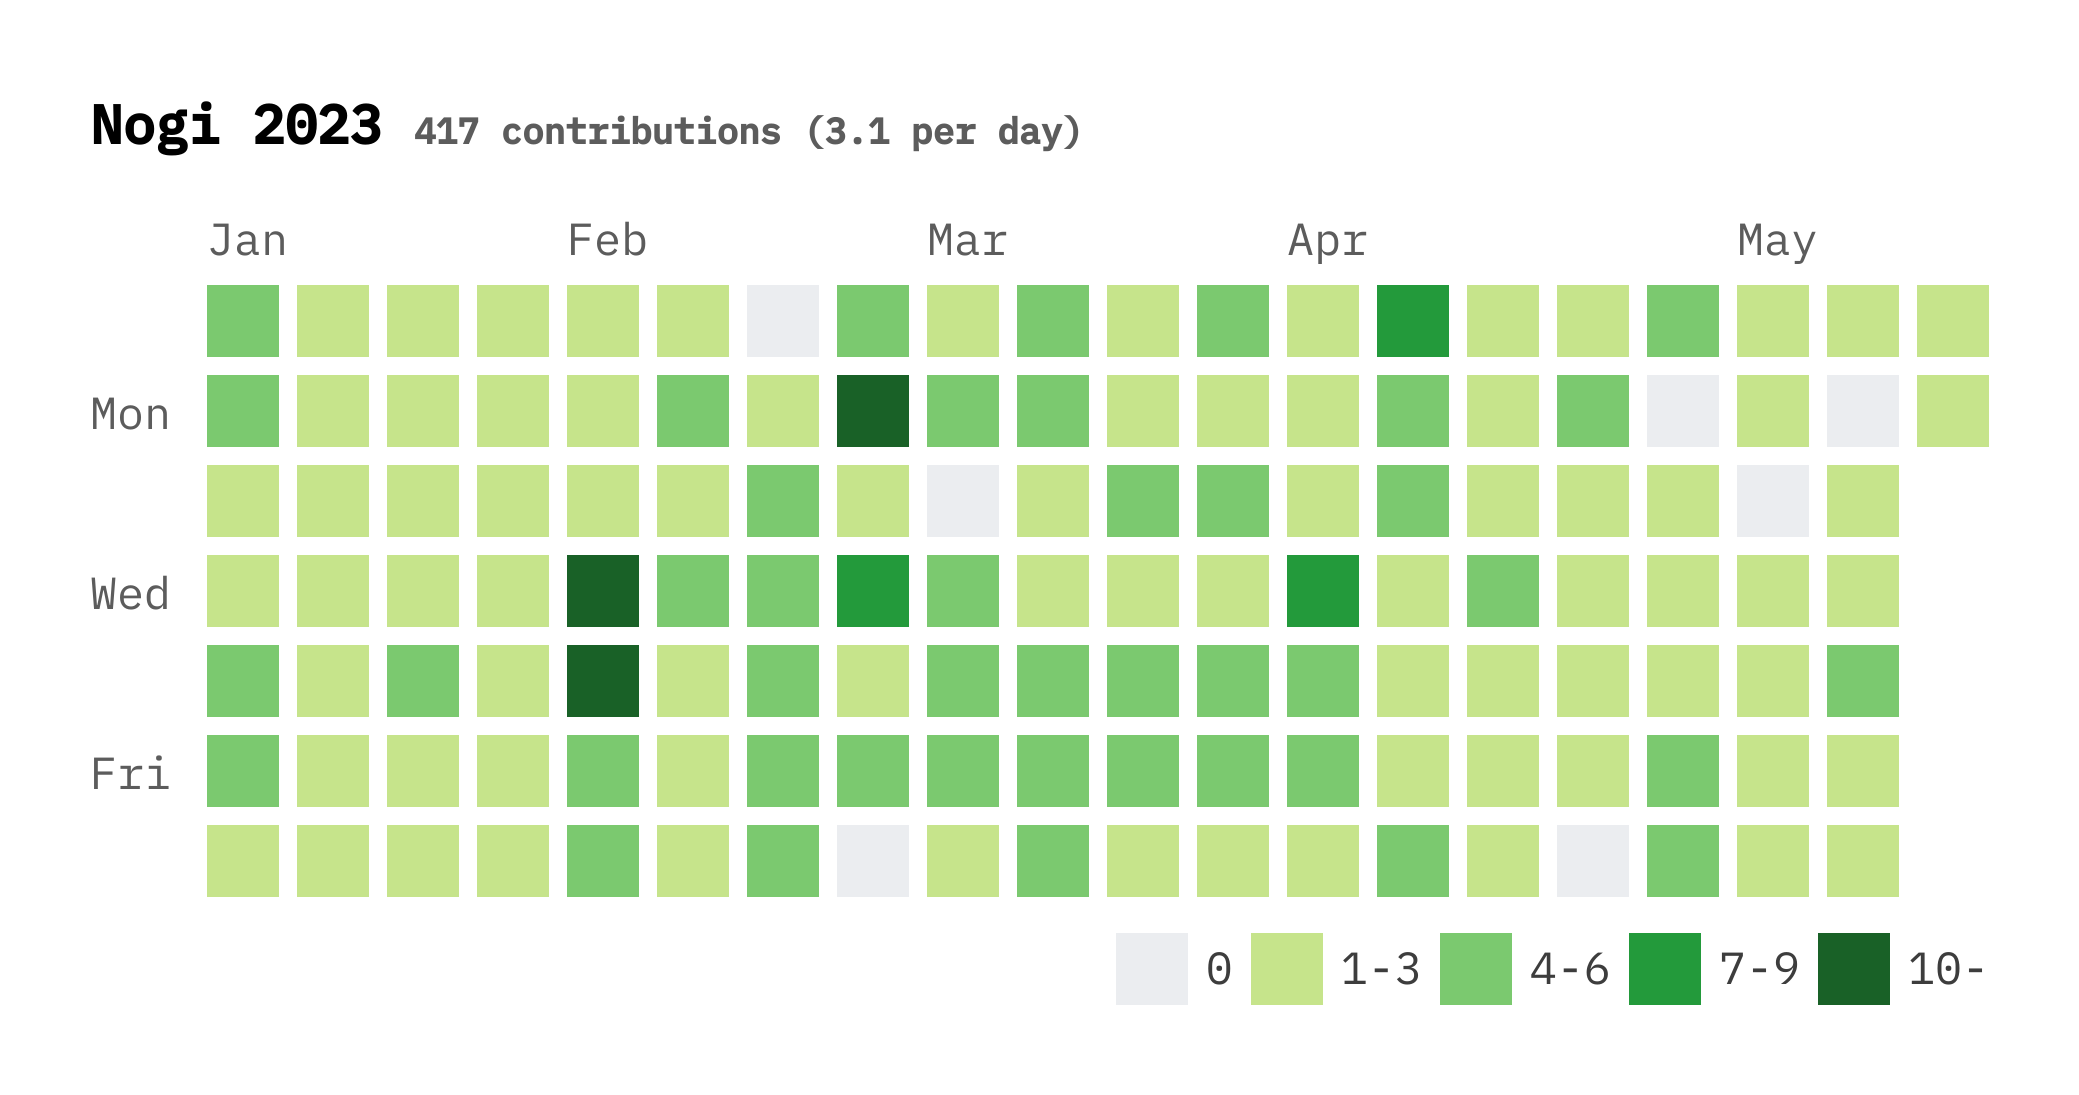 Nogi 2023 417 contributions (3.1 per day)
Jan Feb Mar Apr May
Mon
Wed
Fri
0 1-3 4-6 7-9 10-